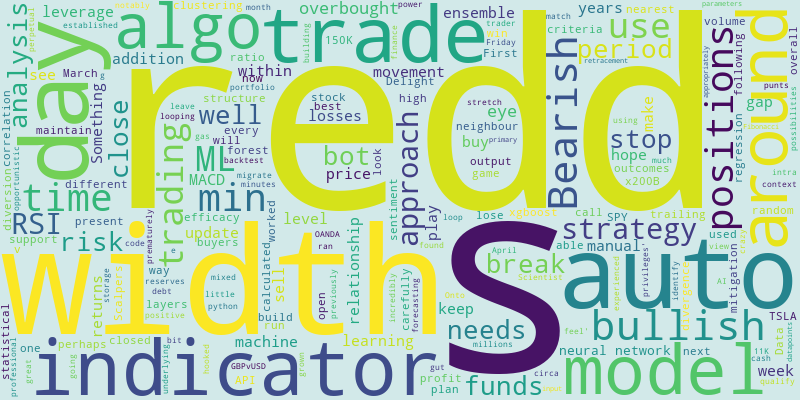 redd
S
width
auto
indicator
model
algo
trade
day
around
Bearish
positions
bullish
time
min
use
period
strategy
approach
trading
ML
RSI
risk
funds
needs
break
stop
bot
well
close
analysis
leverage
overbought
ensemble
years
criteria
volume
nearest
clustering
month
established
perpetual
power
trader
win
Friday
First
match
parameters
ratio
addition
150K
building
finance
retracement
within
movement
Delight
following
overall
punts
appropriately
Fibonacci
possibilities
now
portfolio
structure
stock
best
losses
high
eye
neighbour
buy
hope
make
using
gap
see
March
Something
maintain
correlation
diversion
opportunistic
leave
looping
gas
every
will
forest
backtest
MACD
migrate
minutes
different
price
look
stretch
primary
output
game
much
outcomes
x200B
regression
intra
context
random
level
lose
xgboost
call
SPY
trailing
sentiment
play
loop
found
April
Scientist
able
manual
used
view
AI
mitigation
crazy
efficacy
update
buyers
support
present
code
prematurely
worked
calculated
sell
OANDA
ran
previously
relationship
incredibly
forecasting
carefully
keep
millions
experienced
privileges
identify
divergence
TSLA
Data
datapoints
way
reserves
debt
mixed
little
python
open
build
run
layers
positive
Scalpers
returns
storage
statistical
professional
one
great
going
perhaps
closed
bit
underlying
machine
hooked
grown
learning
GBPvUSD
API
gut
profit
plan
circa
neural network
feel'
next
11K
cash
week
qualify